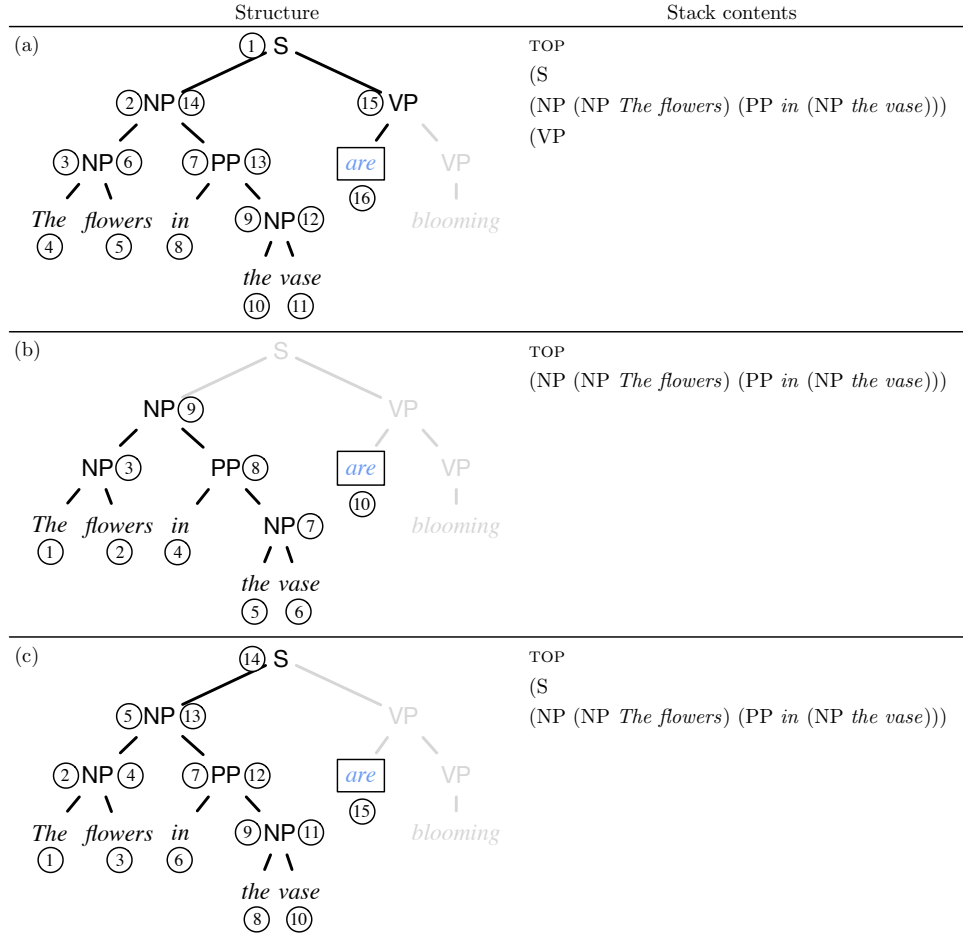 Structure Stack contents
(a) ① S TOP
(S
② NP ⑭ ⑮ VP (NP (NP The flowers) (PP in (NP the vase)))
(VP
③ NP ⑥ ⑦ PP ⑬ are VP
⑯
The flowers in ⑨ NP ⑫ blooming
④ ⑤ ⑧
the vase
⑩ ⑪
(b) S TOP
(NP (NP The flowers) (PP in (NP the vase)))
NP ⑨ VP
NP ③ PP ⑧ are VP
⑩
The flowers in NP ⑦ blooming
① ② ④
the vase
⑤ ⑥
(c) ⑭ S TOP
(S
⑤ NP ⑬ VP (NP (NP The flowers) (PP in (NP the vase)))
② NP ④ ⑦ PP ⑫ are VP
⑮
The flowers in ⑨ NP ⑪ blooming
① ③ ⑥
the vase
⑧ ⑩